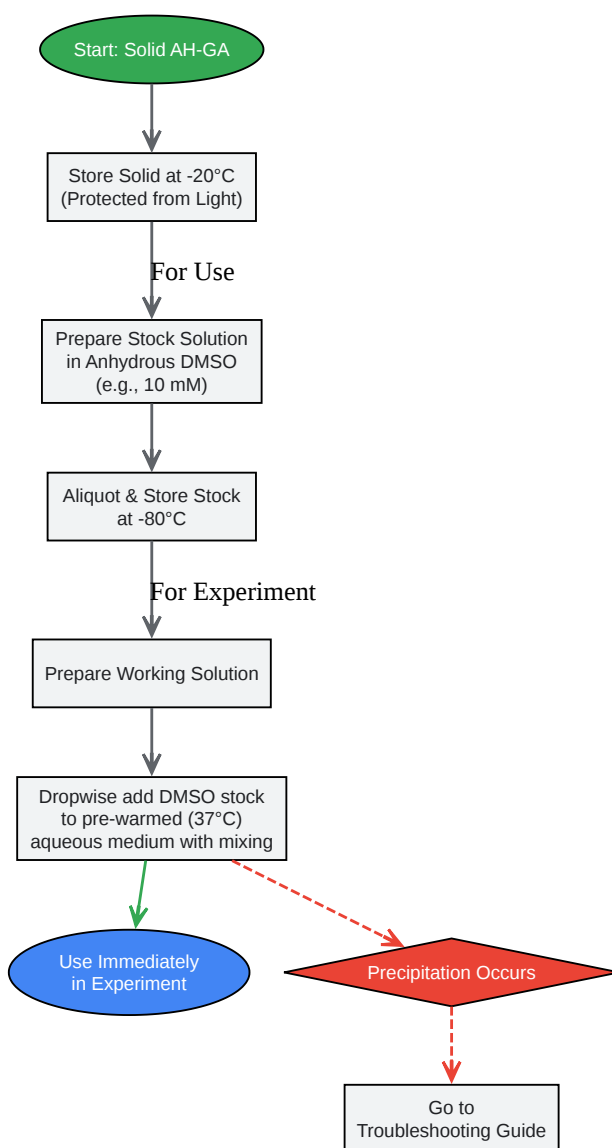 Start: Solid AH-GA
Store Solid at -20°C
(Protected from Light)
For Use
Prepare Stock Solution
in Anhydrous DMSO
(e.g., 10 mM)
Aliquot & Store Stock
at -80°C
For Experiment
Prepare Working Solution
Dropwise add DMSO stock
to pre-warmed (37°C)
aqueous medium with mixing
Use Immediately
in Experiment
Precipitation Occurs
Go to
Troubleshooting Guide